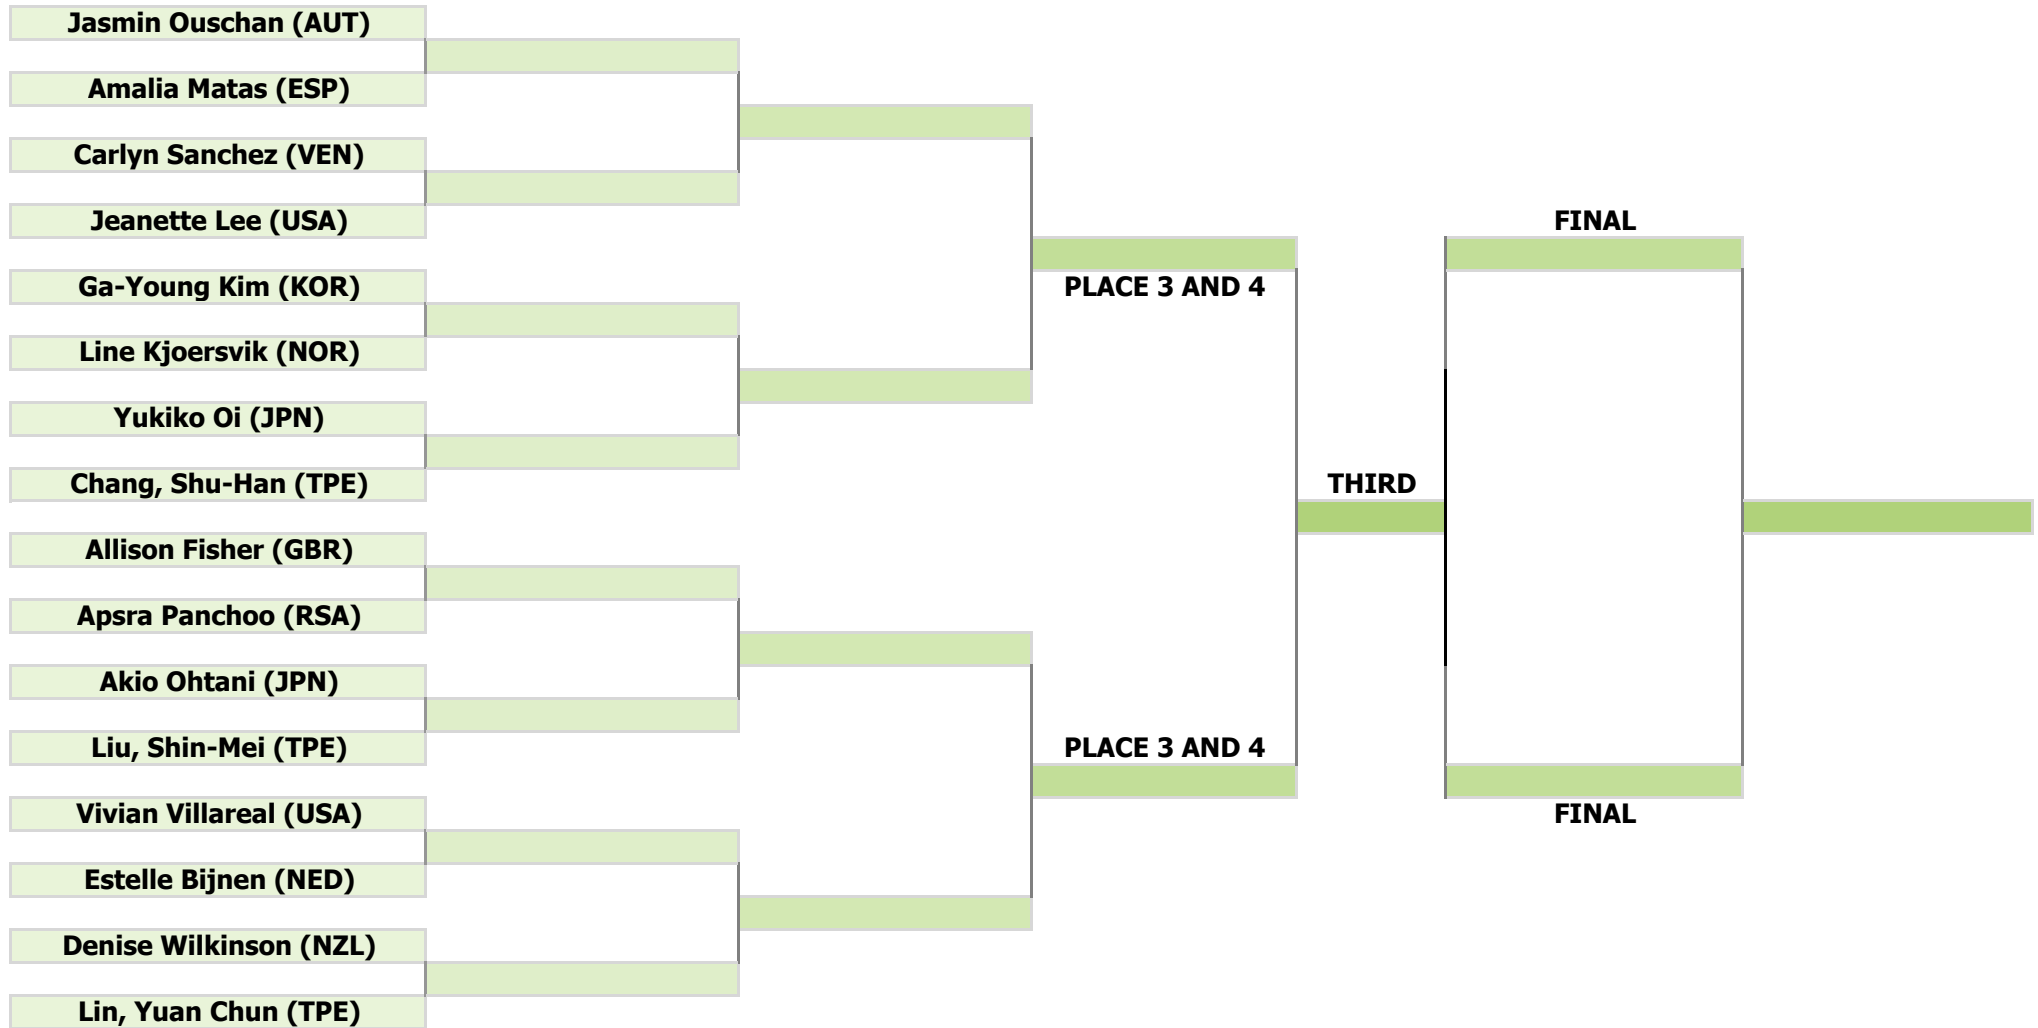 Jasmin Ouschan (AUT)
Amalia Matas (ESP)
Carlyn Sanchez (VEN)
Jeanette Lee (USA)
FINAL
Ga-Young Kim (KOR)
PLACE 3 AND 4
Line Kjoersvik (NOR)
Yukiko Oi (JPN)
Chang, Shu-Han (TPE)
THIRD
Allison Fisher (GBR)
Apsra Panchoo (RSA)
Akio Ohtani (JPN)
Liu, Shin-Mei (TPE)
PLACE 3 AND 4
Vivian Villareal (USA)
FINAL
Estelle Bijnen (NED)
Denise Wilkinson (NZL)
Lin, Yuan Chun (TPE)